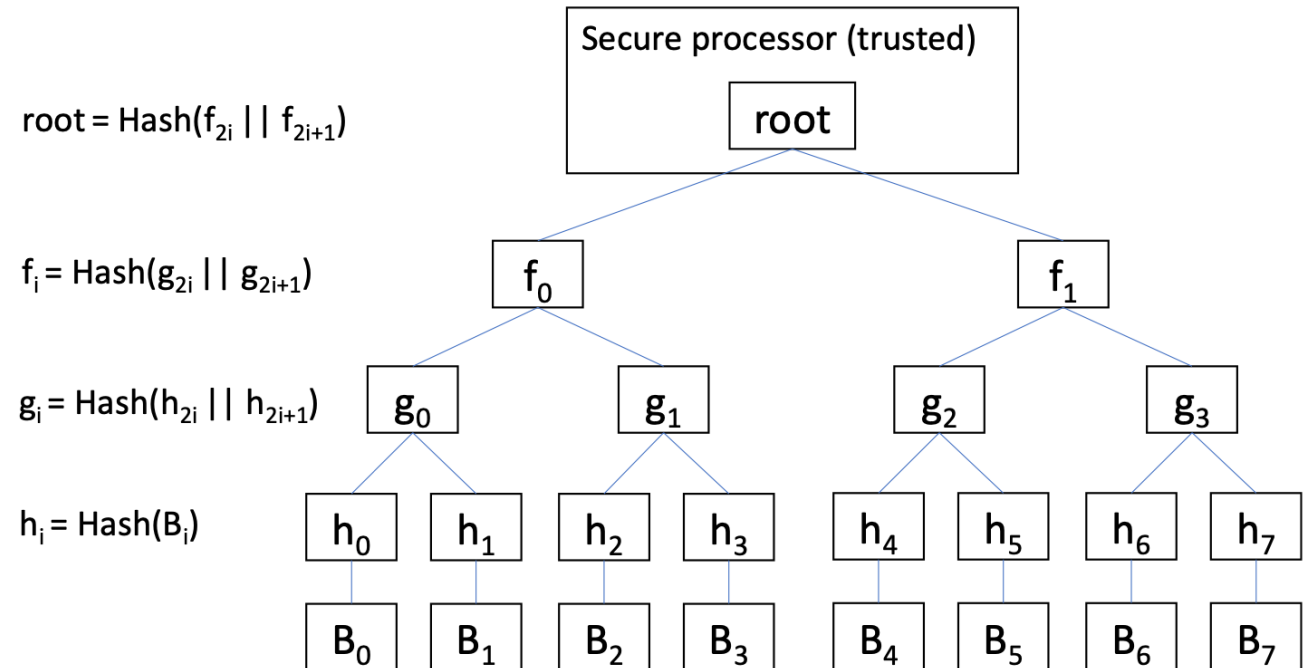 Secure processor (trusted)
root = Hash(f₂ᵢ || f₂ᵢ₊₁)
root
fᵢ = Hash(g₂ᵢ || g₂ᵢ₊₁)
f₀
f₁
gᵢ = Hash(h₂ᵢ || h₂ᵢ₊₁)
g₀
g₁
g₂
g₃
hᵢ = Hash(Bᵢ)
h₀
h₁
h₂
h₃
h₄
h₅
h₆
h₇
B₀
B₁
B₂
B₃
B₄
B₅
B₆
B₇